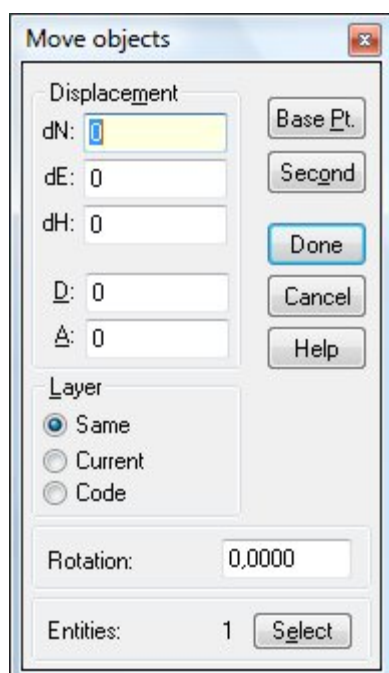 Move objects
Displacement
dN: 0
dE: 0
dH: 0
D: 0
A: 0
Base Pt.
Second
Done
Cancel
Help
Layer
Same
Current
Code
Rotation: 0,0000
Entities: 1 Select